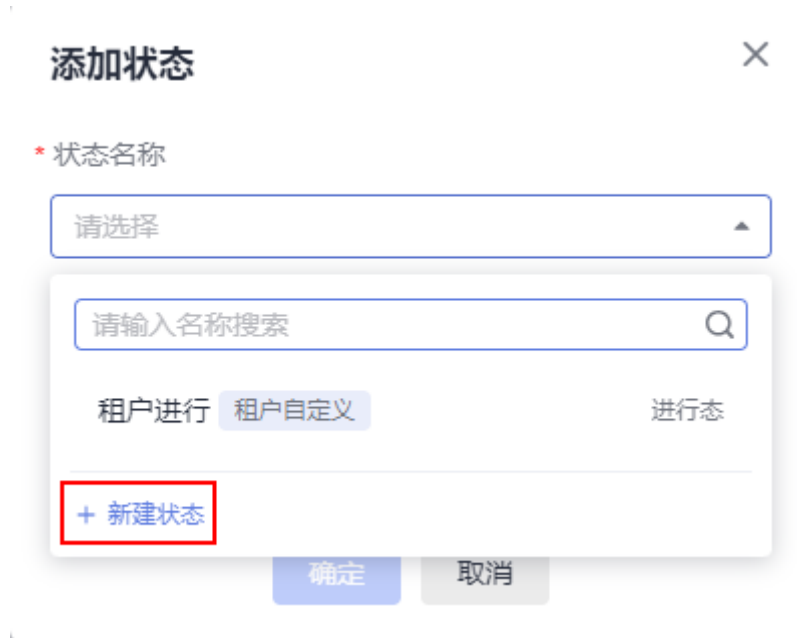 添加状态
* 状态名称
请选择
请输入名称搜索
租户进行 租户自定义 进行态
+ 新建状态
确定 取消